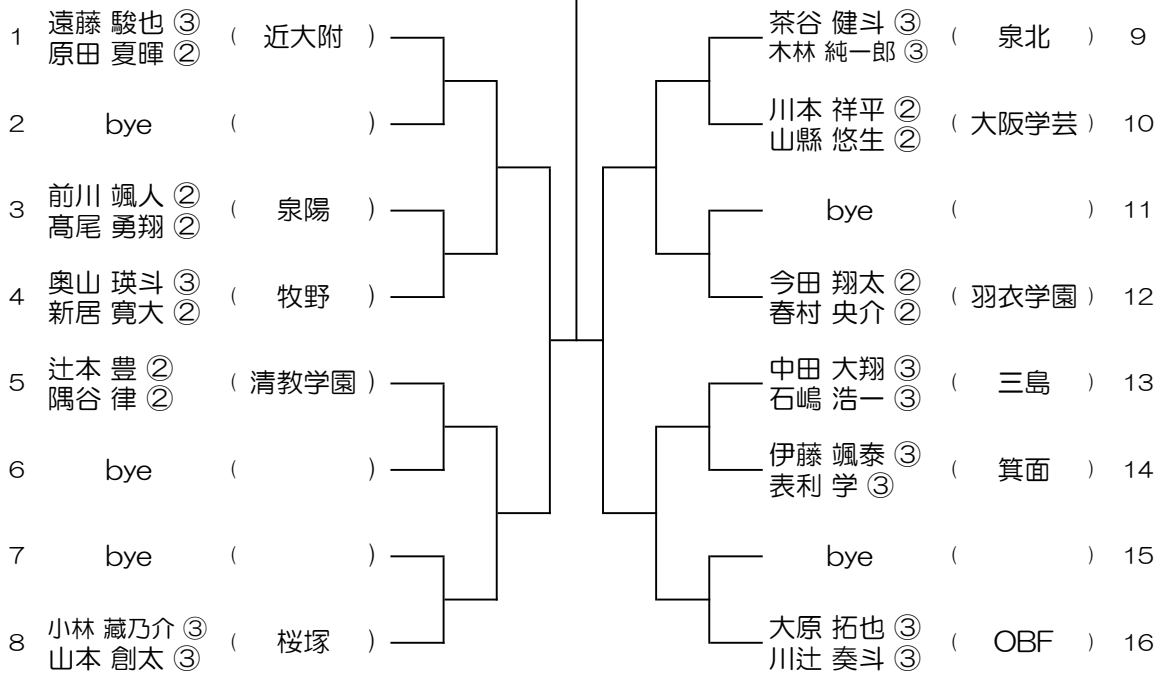 1 遠藤 駿也 ③
原田 夏暉 ②
( 近大附 )
2 bye ( )
3 前川 颯人 ②
髙尾 勇翔 ②
( 泉陽 )
4 奥山 瑛斗 ③
新居 寛大 ②
( 牧野 )
5 辻本 豊 ②
隅谷 律 ②
( 清教学園 )
6 bye ( )
7 bye ( )
8 小林 藏乃介 ③
山本 創太 ③
( 桜塚 )
茶谷 健斗 ③
木林 純一郎 ③
( 泉北 ) 9
川本 祥平 ②
山縣 悠生 ②
( 大阪学芸 ) 10
bye ( ) 11
今田 翔太 ②
春村 央介 ②
( 羽衣学園 ) 12
中田 大翔 ③
石嶋 浩一 ③
( 三島 ) 13
伊藤 颯泰 ③
表利 学 ③
( 箕面 ) 14
bye ( ) 15
大原 拓也 ③
川辻 奏斗 ③
( OBF ) 16